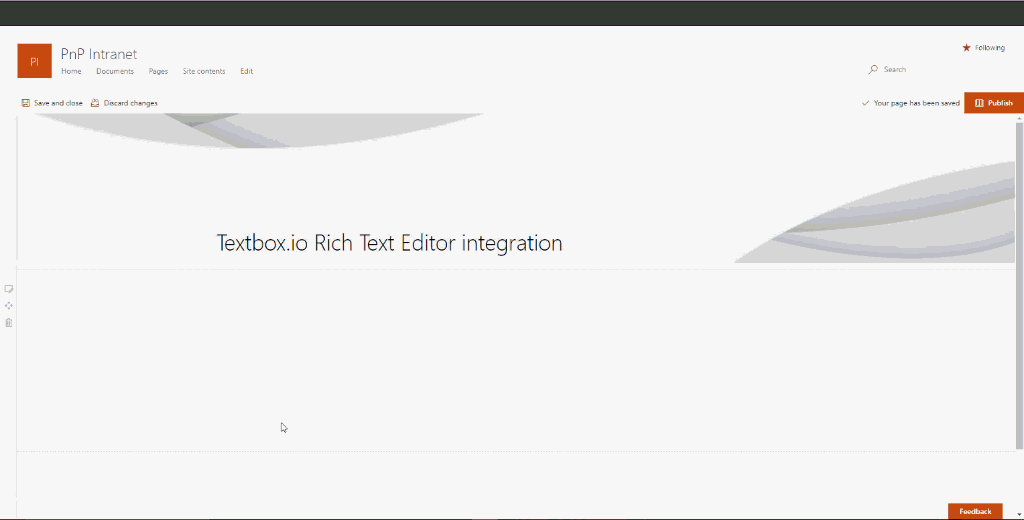 PI
PnP Intranet
Following
Home Documents Pages Site contents Edit
Search
Save and close Discard changes
Your page has been saved Publish
Textbox.io Rich Text Editor integration
Feedback